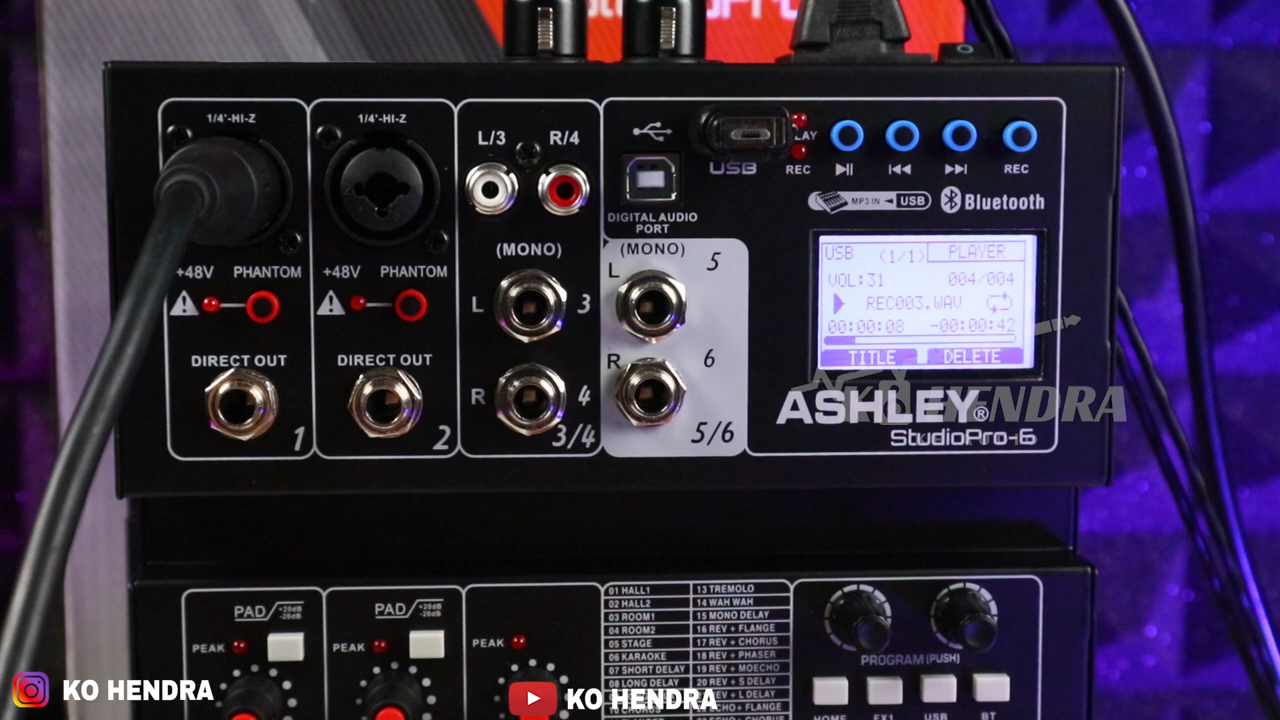 1/4'-HI-Z
1/4'-HI-Z
L/3
R/4
USB
REC
REC
DIGITAL AUDIO
PORT
MP3 IN ◄ USB
Bluetooth
+48V PHANTOM
+48V PHANTOM
(MONO)
(MONO)
L
3
L
5
USB (1/1) PLAYER
VOL:31 004/004
REC003.WAV
00:00:08 -00:00:42
TITLE DELETE
DIRECT OUT
DIRECT OUT
R
4
R
6
1
2
3/4
5/6
ASHLEY®
StudioPro-6
HENDRA
PAD +20dB
-20dB
PAD +20dB
-20dB
PEAK
PEAK
PEAK
01 HALL1
02 HALL2
03 ROOM1
04 ROOM2
05 STAGE
06 KARAOKE
07 SHORT DELAY
08 LONG DELAY
13 TREMOLO
14 WAH WAH
15 MONO DELAY
16 REV + FLANGE
17 REV + CHORUS
18 REV + PHASER
19 REV + MOECHO
20 REV + S DELAY
REV + L DELAY
PROGRAM (PUSH)
HOME
FX1
USB
BT
KO HENDRA
KO HENDRA